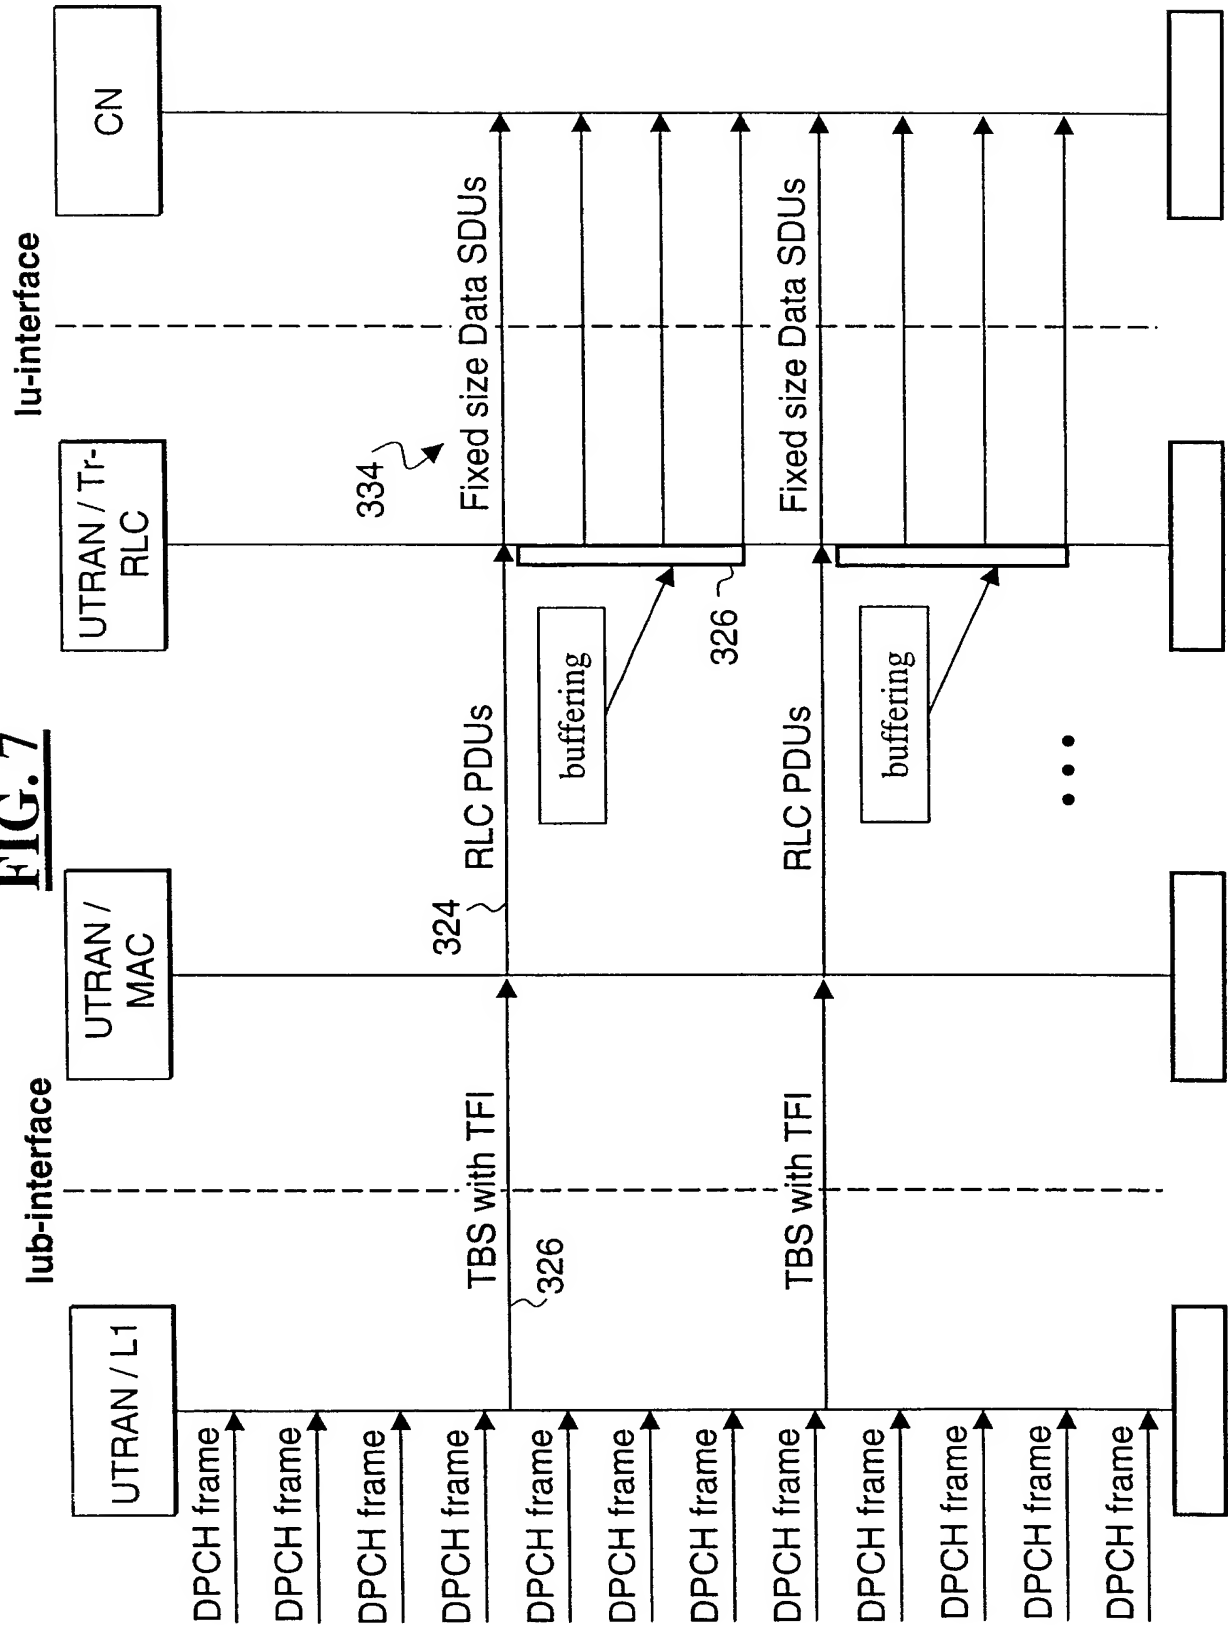 FIG. 7
Iub-interface
Iu-interface
UTRAN / L1
UTRAN /
MAC
UTRAN / Tr-
RLC
CN
DPCH frame
DPCH frame
DPCH frame
334
DPCH frame
324
TBS with TFI
RLC PDUs
Fixed size Data SDUs
DPCH frame
326
buffering
DPCH frame
DPCH frame
326
DPCH frame
TBS with TFI
RLC PDUs
Fixed size Data SDUs
DPCH frame
buffering
DPCH frame
DPCH frame
• • •
DPCH frame